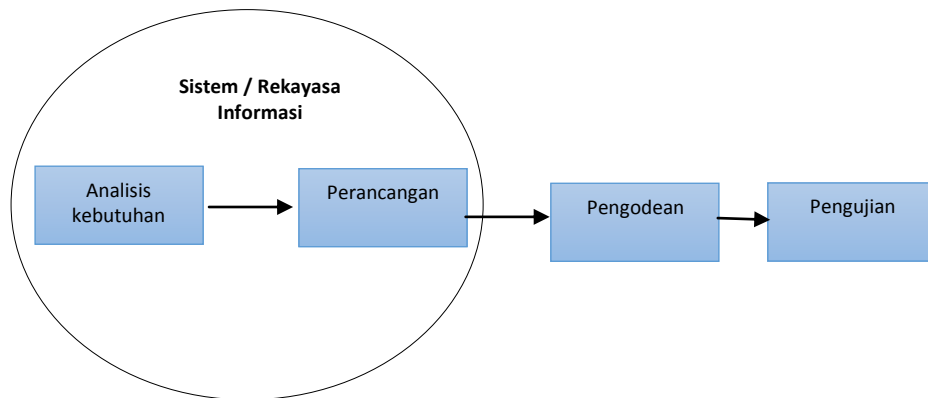 Sistem / Rekayasa
Informasi
Analisis
kebutuhan
Perancangan
Pengodean
Pengujian